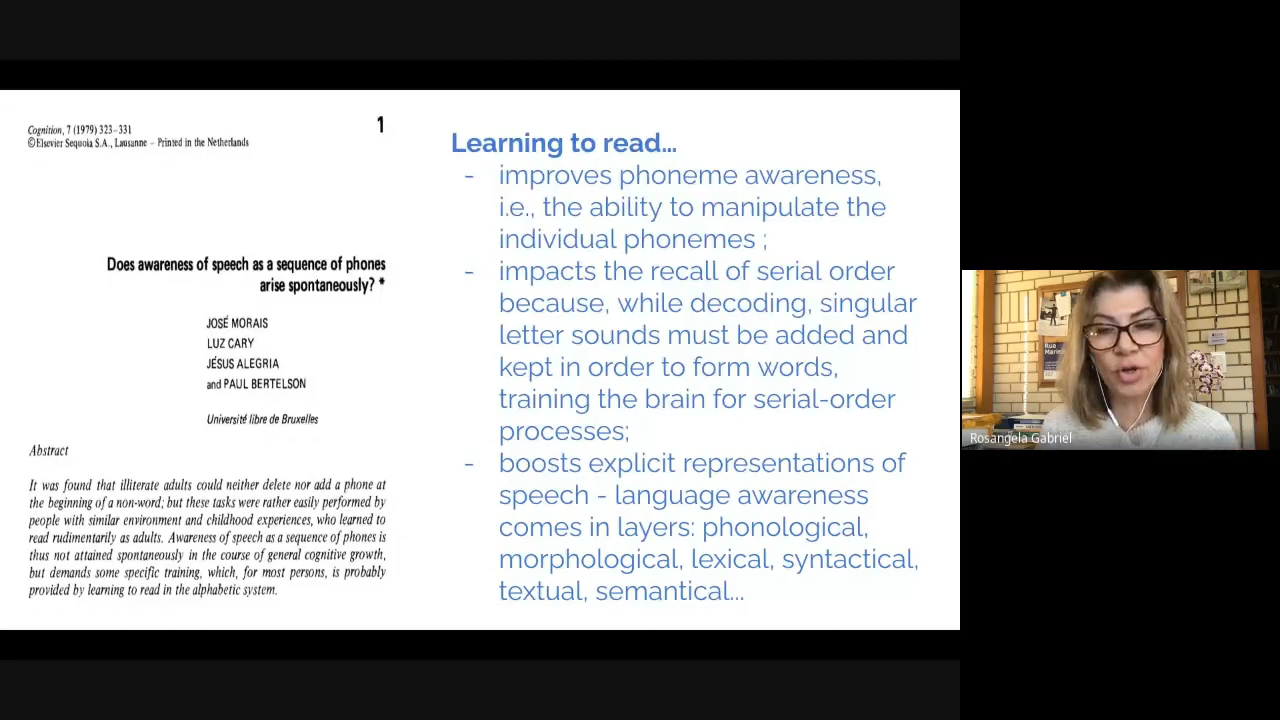 Cognition, 7 (1979) 323–331
©Elsevier Sequoia S.A., Lausanne – Printed in the Netherlands
1
Does awareness of speech as a sequence of phones
arise spontaneously? *
JOSÉ MORAIS
LUZ CARY
JÉSUS ALEGRIA
and PAUL BERTELSON
Université libre de Bruxelles
Abstract
It was found that illiterate adults could neither delete nor add a phone at
the beginning of a non-word; but these tasks were rather easily performed by
people with similar environment and childhood experiences, who learned to
read rudimentarily as adults. Awareness of speech as a sequence of phones is
thus not attained spontaneously in the course of general cognitive growth,
but demands some specific training, which, for most persons, is probably
provided by learning to read in the alphabetic system.
Learning to read...
- improves phoneme awareness,
i.e., the ability to manipulate the
individual phonemes ;
- impacts the recall of serial order
because, while decoding, singular
letter sounds must be added and
kept in order to form words,
training the brain for serial-order
processes;
- boosts explicit representations of
speech - language awareness
comes in layers: phonological,
morphological, lexical, syntactical,
textual, semantical...
Rua
Rosangela Gabriel